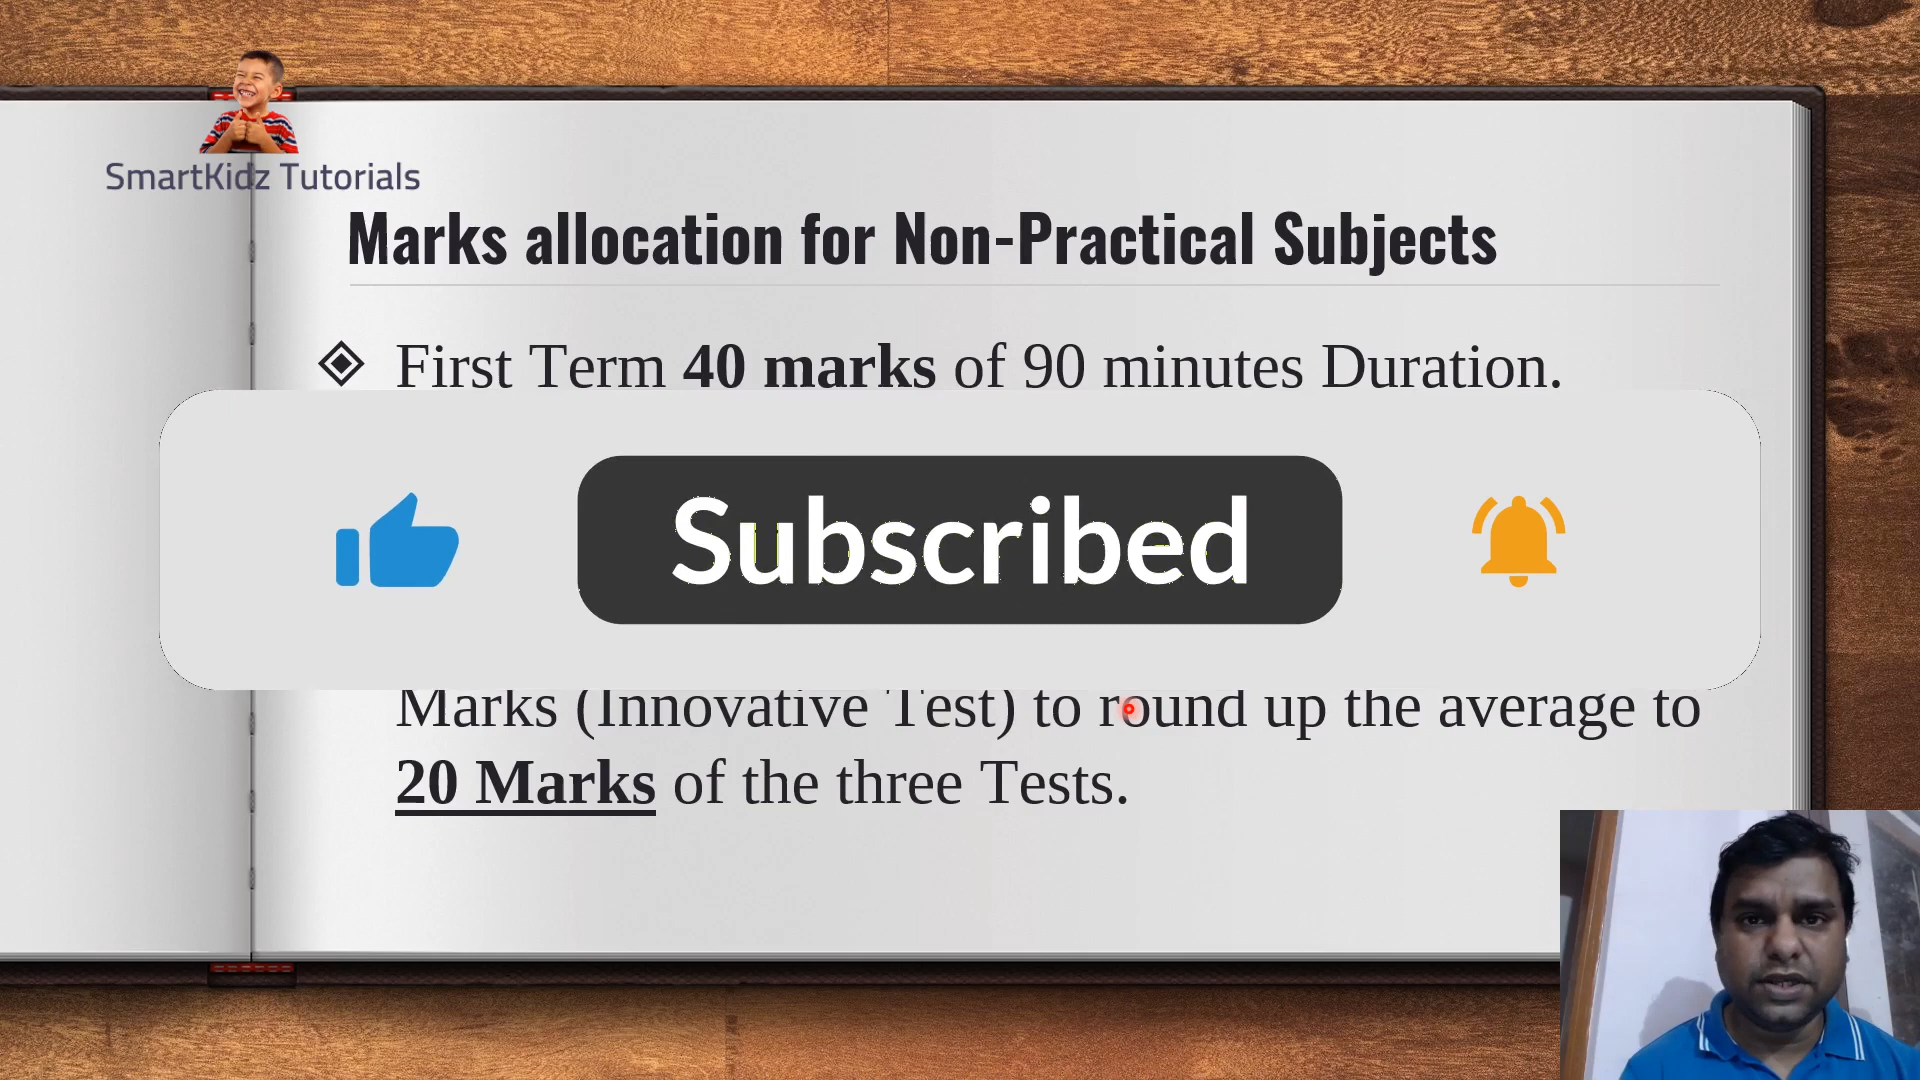 SmartKidz Tutorials
Marks allocation for Non-Practical Subjects
First Term 40 marks of 90 minutes Duration.
Subscribed
Marks (Innovative Test) to round up the average to
20 Marks of the three Tests.